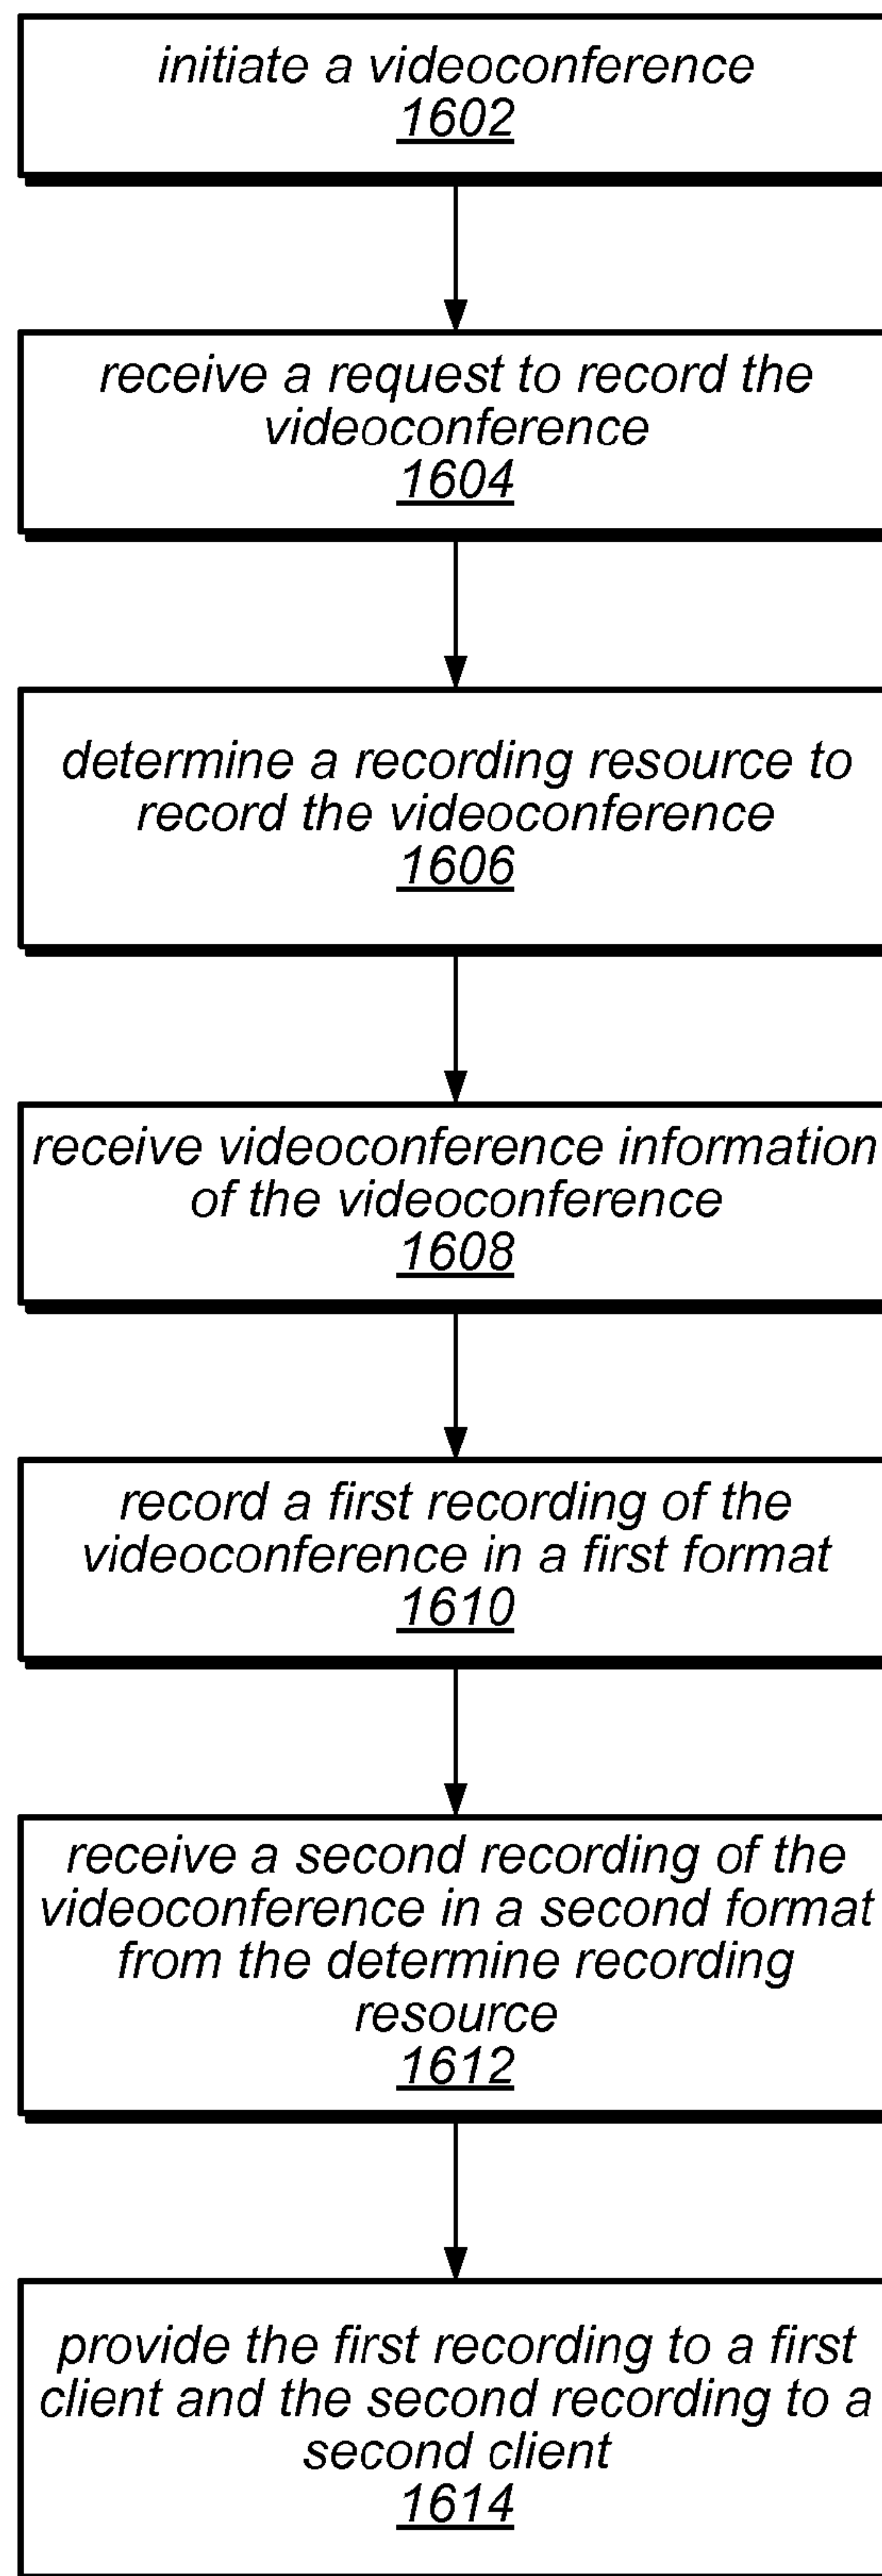 initiate a videoconference
1602
receive a request to record the
videoconference
1604
determine a recording resource to
record the videoconference
1606
receive videoconference information
of the videoconference
1608
record a first recording of the
videoconference in a first format
1610
receive a second recording of the
videoconference in a second format
from the determine recording
resource
1612
provide the first recording to a first
client and the second recording to a
second client
1614